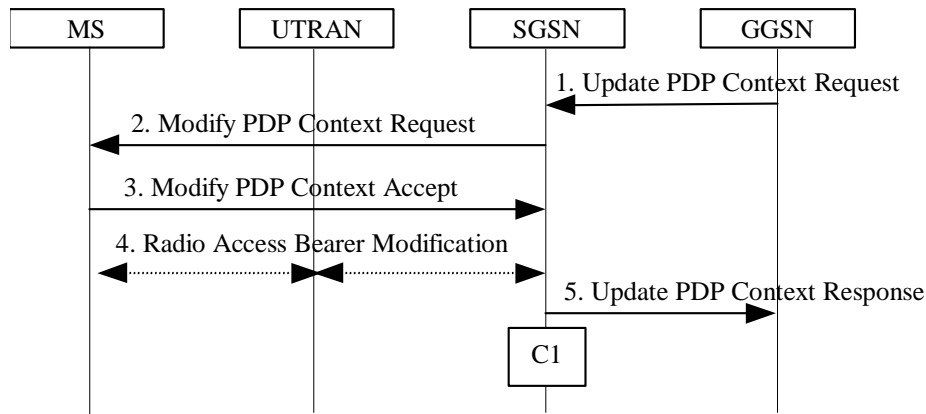 MS UTRAN SGSN GGSN
1. Update PDP Context Request
2. Modify PDP Context Request
3. Modify PDP Context Accept
4. Radio Access Bearer Modification
5. Update PDP Context Response
C1